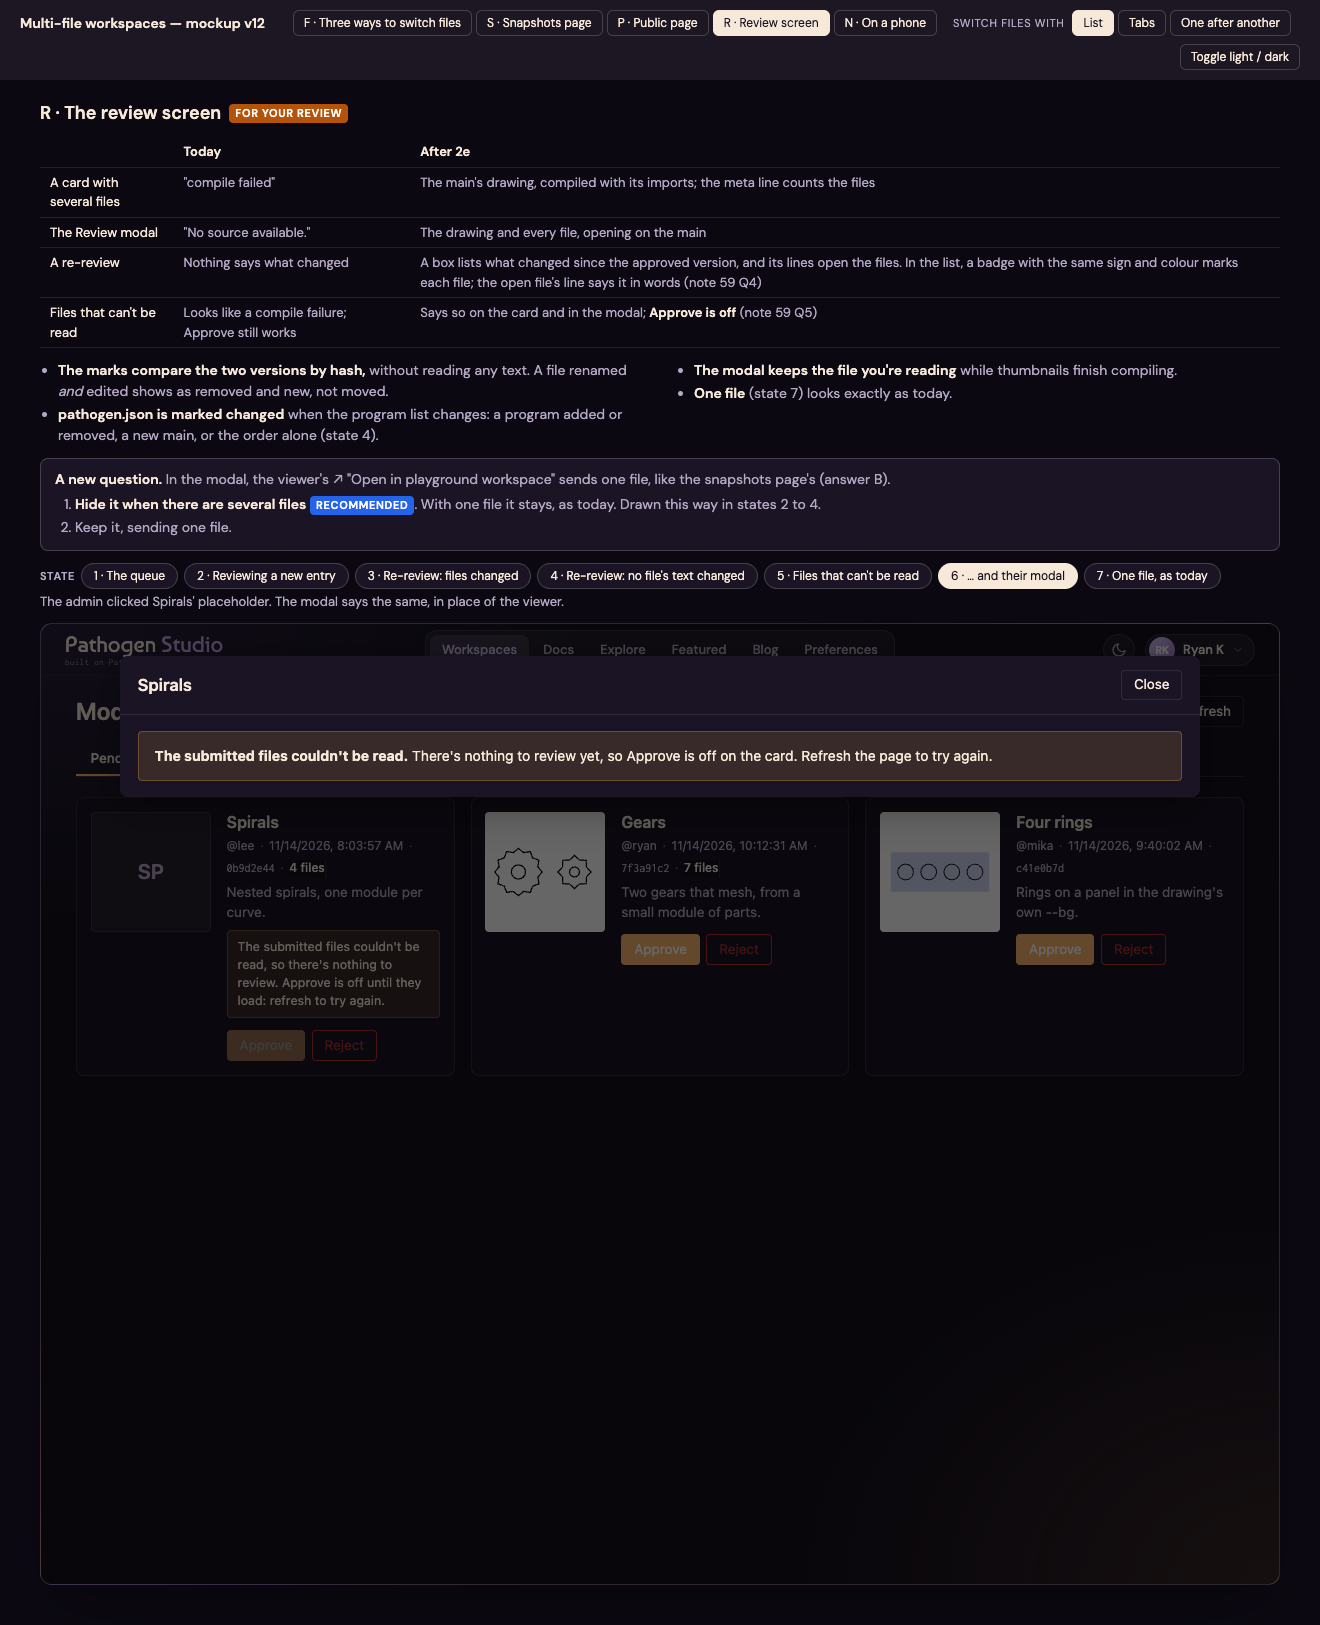 Multi-file workspaces — mockup v12
F · Three ways to switch files
S · Snapshots page
P · Public page
R · Review screen
N · On a phone
SWITCH FILES WITH
List
Tabs
One after another
Toggle light / dark
R · The review screen FOR YOUR REVIEW
Today After 2e
A card with several files "compile failed" The main's drawing, compiled with its imports; the meta line counts the files
The Review modal "No source available." The drawing and every file, opening on the main
A re-review Nothing says what changed A box lists what changed since the approved version, and its lines open the files. In the list, a badge with the same sign and colour marks
each file; the open file's line says it in words (note 59 Q4)
Files that can't be read Looks like a compile failure; Approve still works Says so on the card and in the modal; Approve is off (note 59 Q5)
• The marks compare the two versions by hash, without reading any text. A file renamed
and edited shows as removed and new, not moved.
• pathogen.json is marked changed when the program list changes: a program added or
removed, a new main, or the order alone (state 4).
• The modal keeps the file you're reading while thumbnails finish compiling.
• One file (state 7) looks exactly as today.
A new question. In the modal, the viewer's ↗ "Open in playground workspace" sends one file, like the snapshots page's (answer B).
1. Hide it when there are several files RECOMMENDED. With one file it stays, as today. Drawn this way in states 2 to 4.
2. Keep it, sending one file.
STATE
1 · The queue
2 · Reviewing a new entry
3 · Re-review: files changed
4 · Re-review: no file's text changed
5 · Files that can't be read
6 · … and their modal
7 · One file, as today
The admin clicked Spirals' placeholder. The modal says the same, in place of the viewer.
Pathogen Studio
built on Pat
Workspaces Docs Explore Featured Blog Preferences
RK Ryan K
Spirals
Close
Mod
fresh
The submitted files couldn't be read. There's nothing to review yet, so Approve is off on the card. Refresh the page to try again.
Pend
SP
Spirals
@lee · 11/14/2026, 8:03:57 AM ·
0b9d2e44 · 4 files
Nested spirals, one module per
curve.
The submitted files couldn't be
read, so there's nothing to
review. Approve is off until they
load: refresh to try again.
Approve Reject
Gears
@ryan · 11/14/2026, 10:12:31 AM ·
7f3a91c2 · 7 files
Two gears that mesh, from a
small module of parts.
Approve Reject
Four rings
@mika · 11/14/2026, 9:40:02 AM ·
c41e0b7d
Rings on a panel in the drawing's
own --bg.
Approve Reject